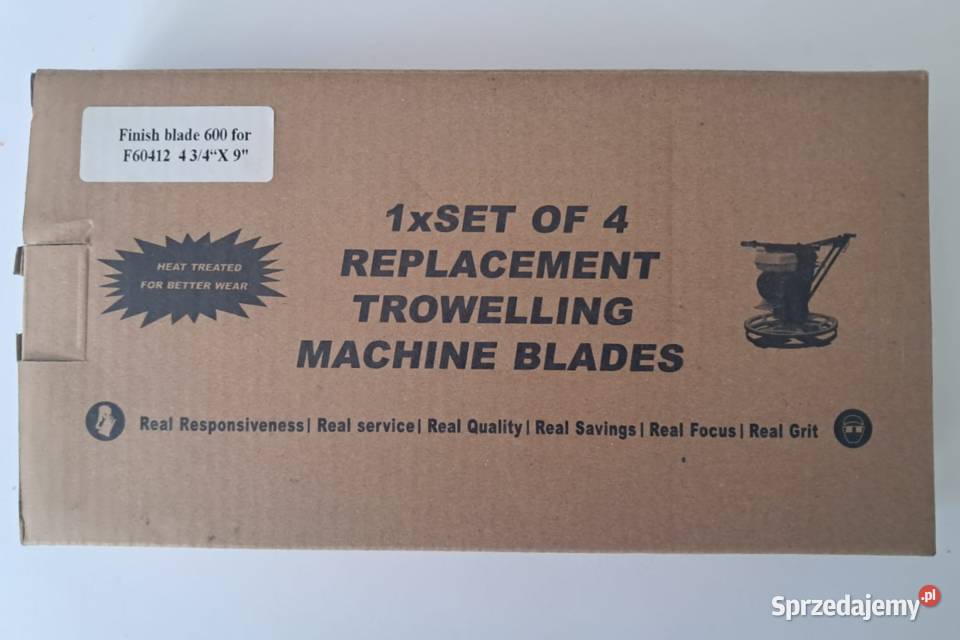 Finish blade 600 for
F60412 4 3/4“X 9"
1xSET OF 4
REPLACEMENT
TROWELLING
MACHINE BLADES
HEAT TREATED
FOR BETTER WEAR
Real Responsiveness| Real service| Real Quality| Real Savings| Real Focus| Real Grit
Sprzedajemy.pl